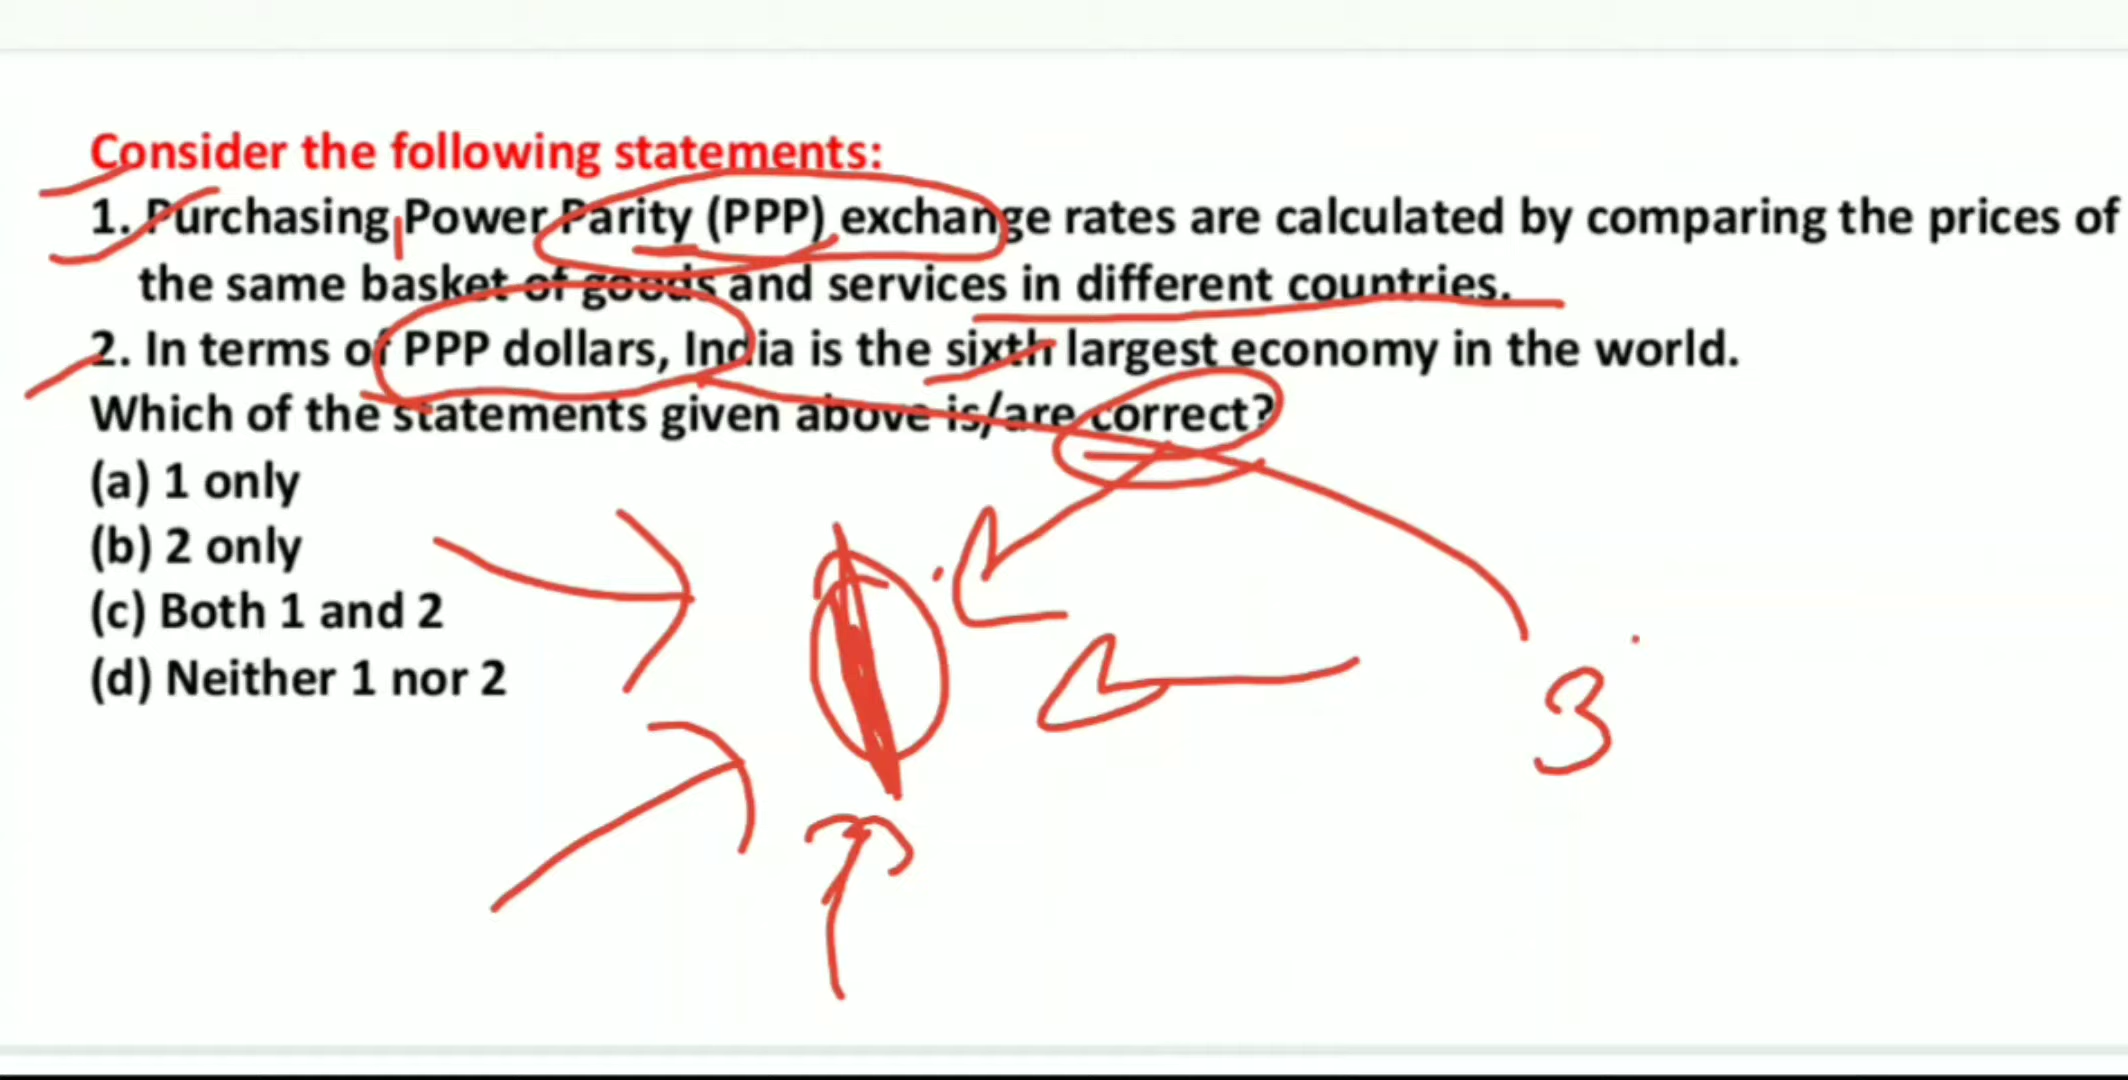 Consider the following statements:
1. Purchasing Power Parity (PPP) exchange rates are calculated by comparing the prices of
the same basket of goods and services in different countries.
2. In terms of PPP dollars, India is the sixth largest economy in the world.
Which of the statements given above is/are correct?
(a) 1 only
(b) 2 only
(c) Both 1 and 2
(d) Neither 1 nor 2
3